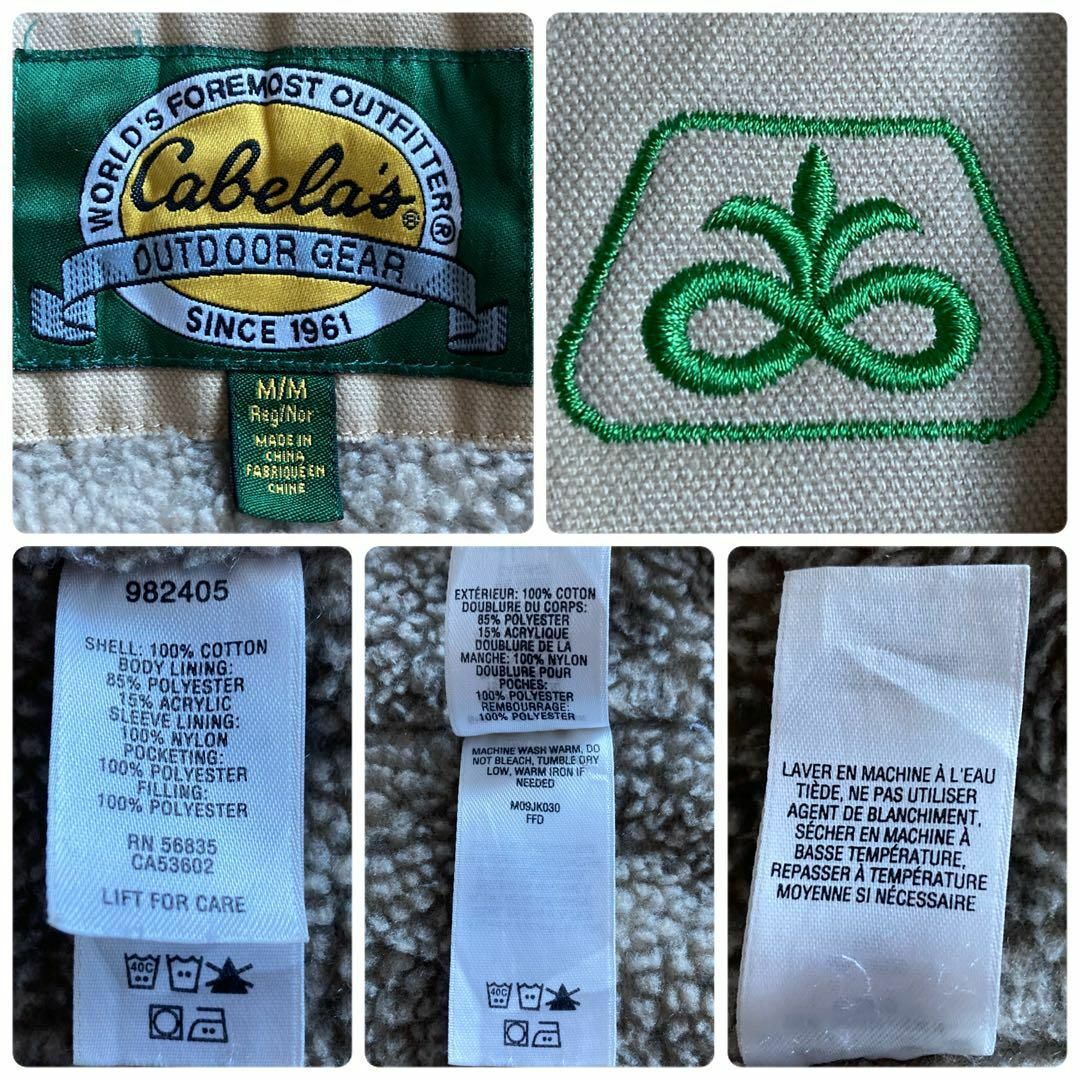 WORLD'S FOREMOST OUTFITTER®
Cabela's®
OUTDOOR GEAR
SINCE 1961
M/M
Reg/Nor
MADE IN
CHINA
FABRIQUE EN
CHINE
982405
SHELL: 100% COTTON
BODY LINING:
85% POLYESTER
15% ACRYLIC
SLEEVE LINING:
100% NYLON
POCKETING:
100% POLYESTER
FILLING:
100% POLYESTER
RN 56835
CA53602
LIFT FOR CARE
40C
EXTÉRIEUR: 100% COTON
DOUBLURE DU CORPS:
85% POLYESTER
15% ACRYLIQUE
DOUBLURE DE LA
MANCHE: 100% NYLON
DOUBLURE POUR
POCHES:
100% POLYESTER
REMBOURRAGE:
100% POLYESTER
MACHINE WASH WARM, DO
NOT BLEACH, TUMBLE DRY
LOW, WARM IRON IF
NEEDED
M09JK030
FFD
40C
LAVER EN MACHINE À L'EAU
TIÈDE, NE PAS UTILISER
AGENT DE BLANCHIMENT,
SÉCHER EN MACHINE À
BASSE TEMPÉRATURE,
REPASSER À TEMPÉRATURE
MOYENNE SI NÉCESSAIRE